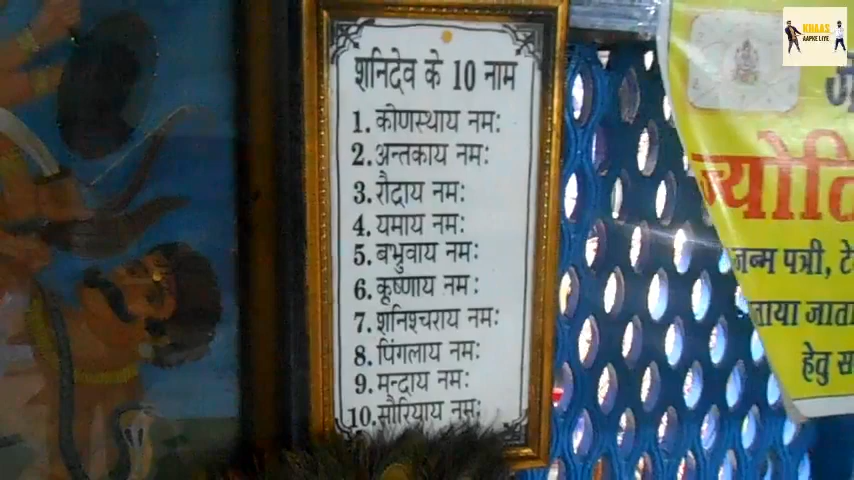 शनिदेव के 10 नाम
1. कोणस्थाय नमः
2. अन्तकाय नमः
3. रौद्राय नमः
4. यमाय नमः
5. बभ्रुवाय नमः
6. कृष्णाय नमः
7. शनिश्चराय नमः
8. पिंगलाय नमः
9. मन्द्राय नमः
10. सौरियाय नमः
जन्म पत्री,
हेतु
KHAAS
AAPKE LIYE